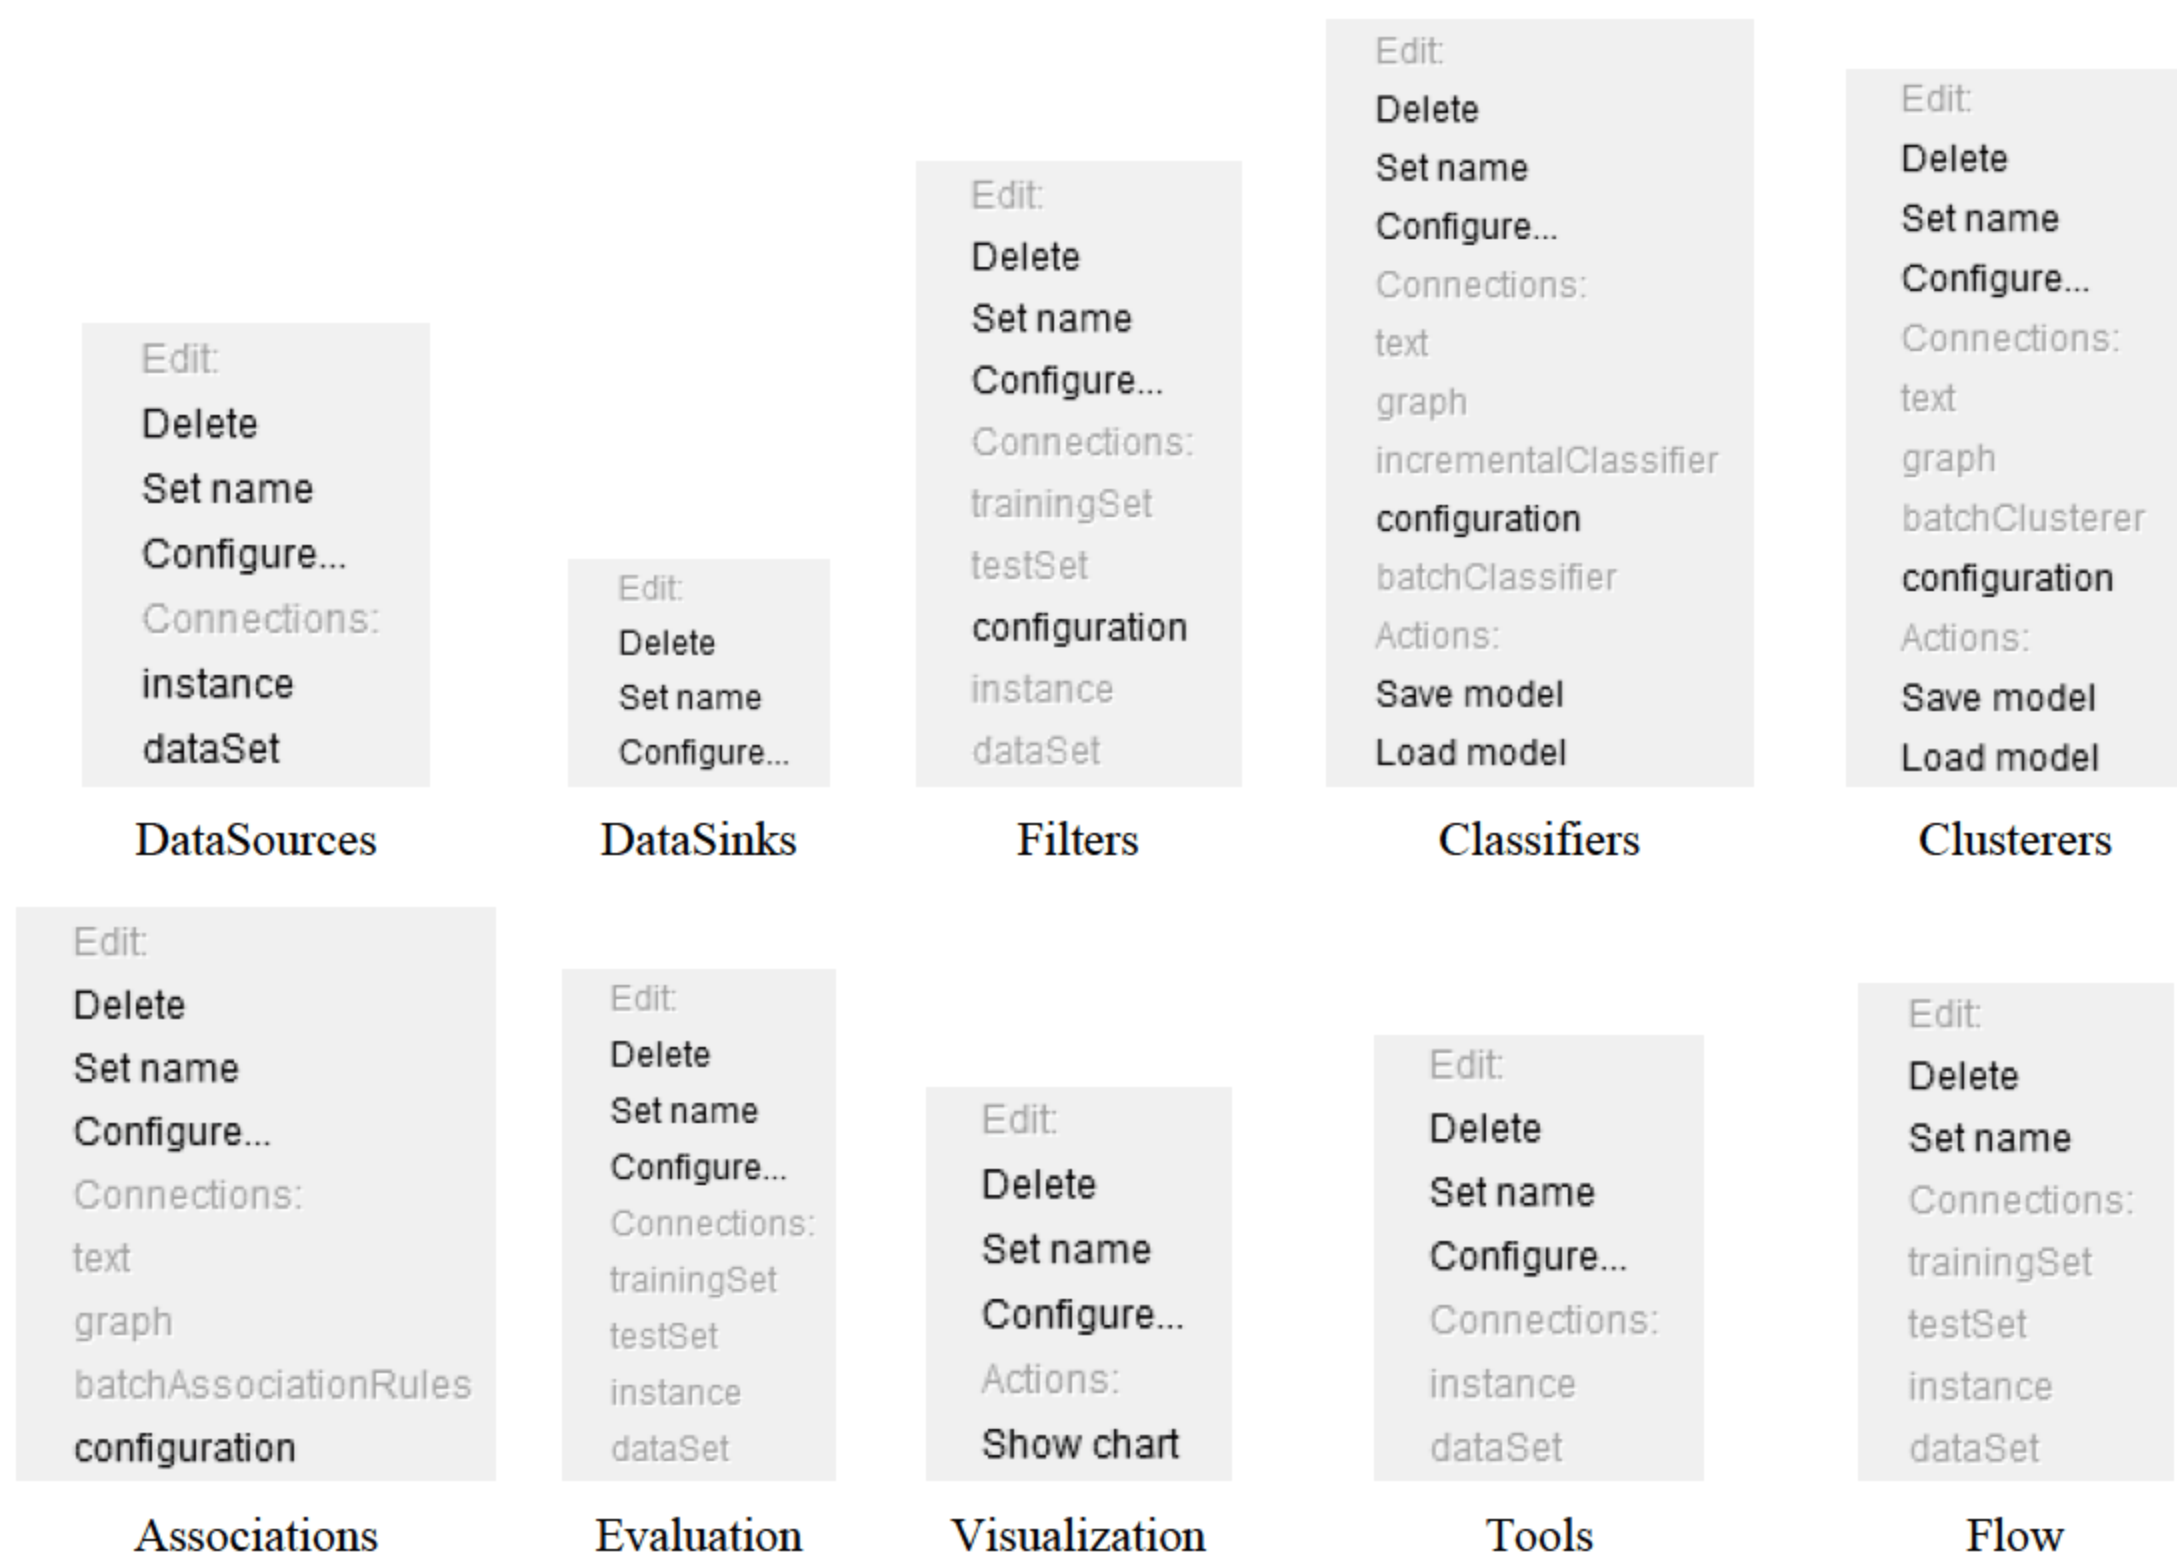 Edit:
Delete
Set name
Configure...
Connections:
instance
dataSet
DataSources
Edit:
Delete
Set name
Configure...
DataSinks
Edit:
Delete
Set name
Configure...
Connections:
trainingSet
testSet
configuration
instance
dataSet
Filters
Edit:
Delete
Set name
Configure...
Connections:
text
graph
incrementalClassifier
configuration
batchClassifier
Actions:
Save model
Load model
Classifiers
Edit:
Delete
Set name
Configure...
Connections:
text
graph
batchClusterer
configuration
Actions:
Save model
Load model
Clusterers
Edit:
Delete
Set name
Configure...
Connections:
text
graph
batchAssociationRules
configuration
Associations
Edit:
Delete
Set name
Configure...
Connections:
trainingSet
testSet
instance
dataSet
Evaluation
Edit:
Delete
Set name
Configure...
Actions:
Show chart
Visualization
Edit:
Delete
Set name
Configure...
Connections:
instance
dataSet
Tools
Edit:
Delete
Set name
Connections:
trainingSet
testSet
instance
dataSet
Flow